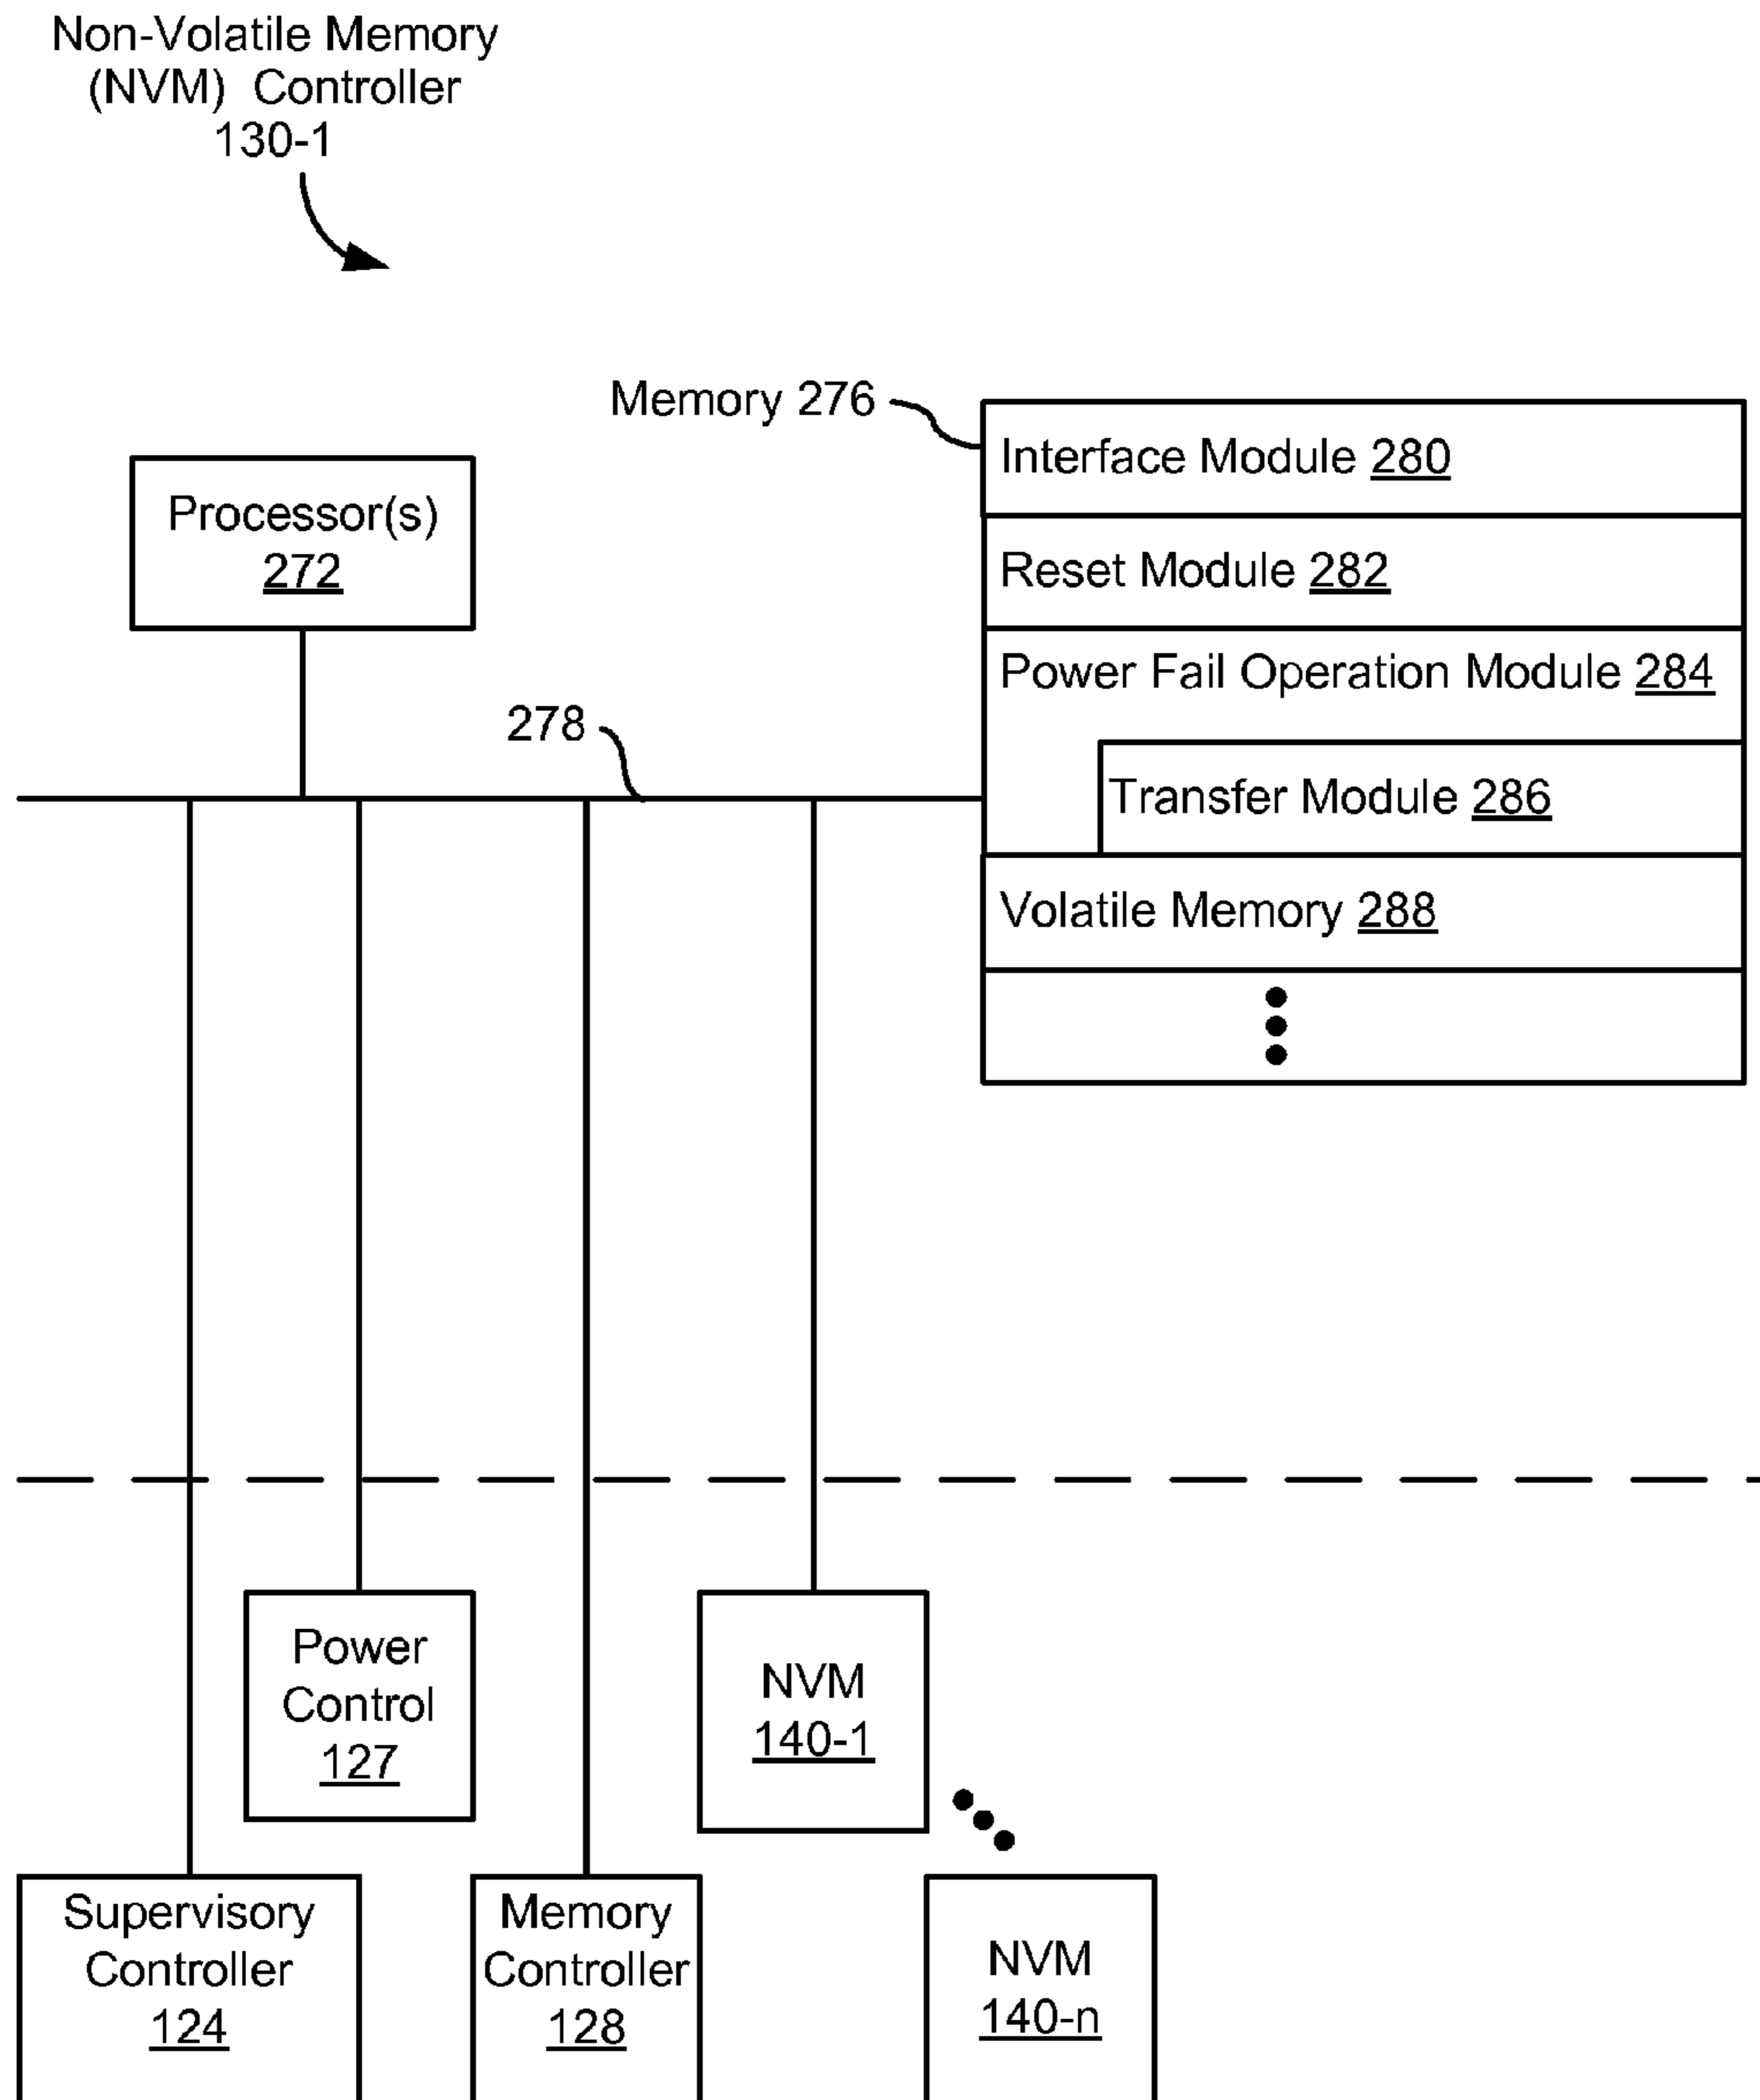 Non-Volatile Memory
(NVM) Controller
130-1
Memory 276
Interface Module 280
Processor(s)
272
Reset Module 282
Power Fail Operation Module 284
278
Transfer Module 286
Volatile Memory 288
Power
Control
127
NVM
140-1
Supervisory
Controller
124
Memory
Controller
128
NVM
140-n